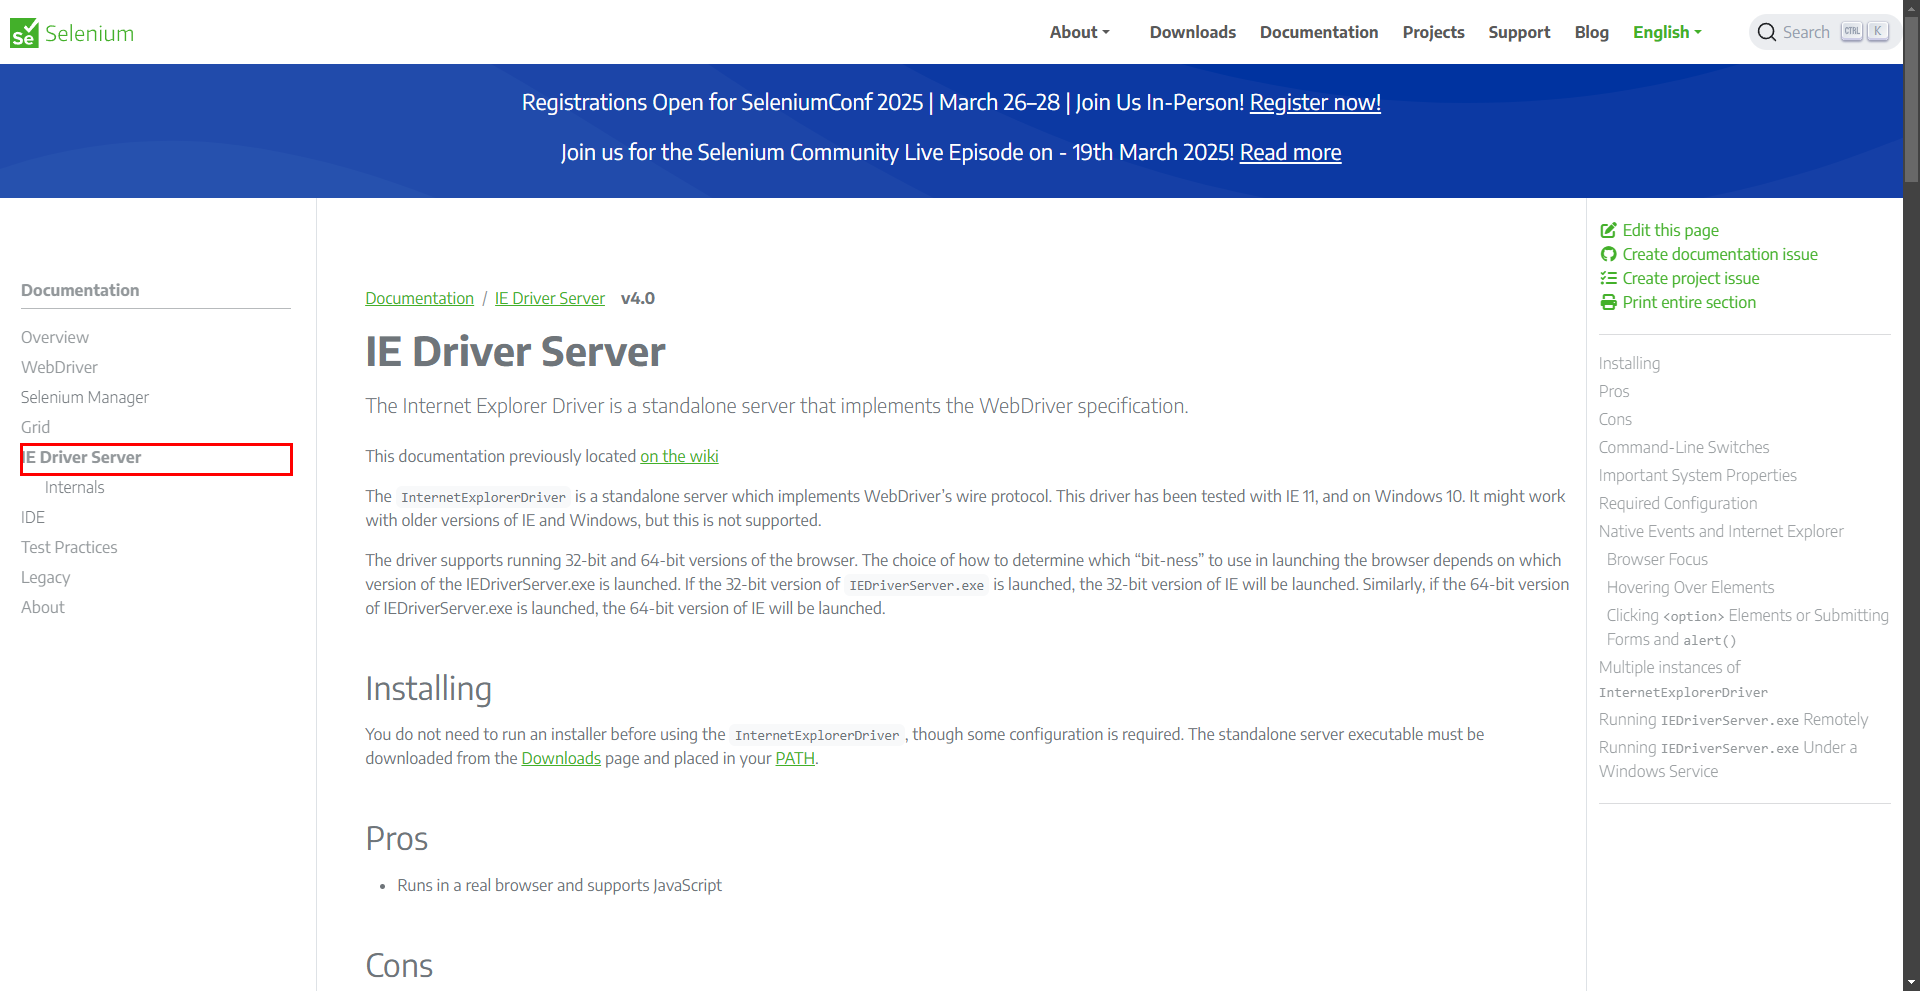 Se Selenium
About Downloads Documentation Projects Support Blog English Search CTRL K
Registrations Open for SeleniumConf 2025 | March 26–28 | Join Us In-Person! Register now!
Join us for the Selenium Community Live Episode on - 19th March 2025! Read more
Documentation
Overview
WebDriver
Selenium Manager
Grid
IE Driver Server
Internals
IDE
Test Practices
Legacy
About
Documentation / IE Driver Server v4.0
IE Driver Server
The Internet Explorer Driver is a standalone server that implements the WebDriver specification.
This documentation previously located on the wiki
The InternetExplorerDriver is a standalone server which implements WebDriver’s wire protocol. This driver has been tested with IE 11, and on Windows 10. It might work
with older versions of IE and Windows, but this is not supported.
The driver supports running 32-bit and 64-bit versions of the browser. The choice of how to determine which “bit-ness” to use in launching the browser depends on which
version of the IEDriverServer.exe is launched. If the 32-bit version of IEDriverServer.exe is launched, the 32-bit version of IE will be launched. Similarly, if the 64-bit version
of IEDriverServer.exe is launched, the 64-bit version of IE will be launched.
Installing
You do not need to run an installer before using the InternetExplorerDriver, though some configuration is required. The standalone server executable must be
downloaded from the Downloads page and placed in your PATH.
Pros
• Runs in a real browser and supports JavaScript
Cons
Edit this page
Create documentation issue
Create project issue
Print entire section
Installing
Pros
Cons
Command-Line Switches
Important System Properties
Required Configuration
Native Events and Internet Explorer
Browser Focus
Hovering Over Elements
Clicking <option> Elements or Submitting
Forms and alert()
Multiple instances of
InternetExplorerDriver
Running IEDriverServer.exe Remotely
Running IEDriverServer.exe Under a
Windows Service